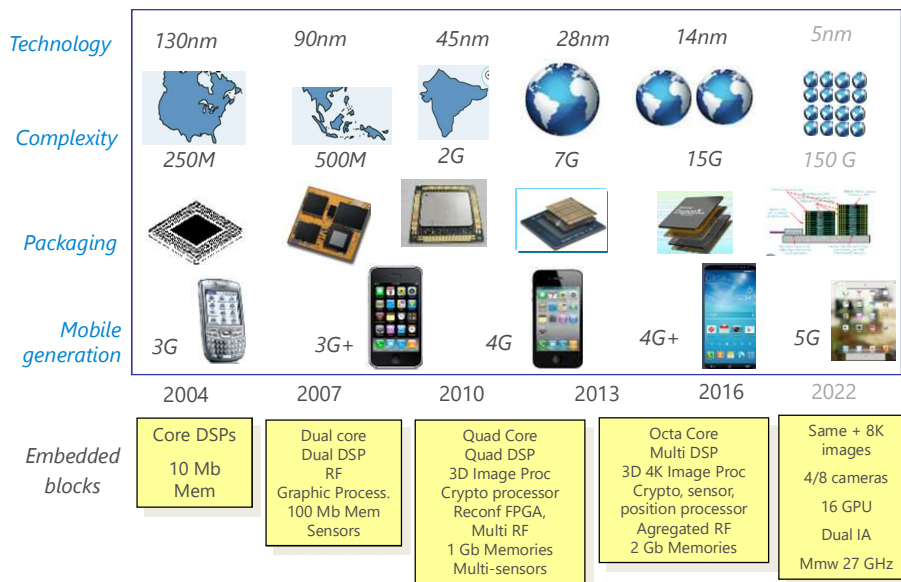 Technology 130nm 90nm 45nm 28nm 14nm 5nm
Complexity
250M 500M 2G 7G 15G 150 G
Packaging
Mobile
generation
3G 3G+ 4G 4G+ 5G
2004 2007 2010 2013 2016 2022
Embedded
blocks
Core DSPs
10 Mb
Mem
Dual core
Dual DSP
RF
Graphic Process.
100 Mb Mem
Sensors
Quad Core
Quad DSP
3D Image Proc
Crypto processor
Reconf FPGA,
Multi RF
1 Gb Memories
Multi-sensors
Octa Core
Multi DSP
3D 4K Image Proc
Crypto, sensor,
position processor
Agregated RF
2 Gb Memories
Same + 8K
images
4/8 cameras
16 GPU
Dual IA
Mmw 27 GHz